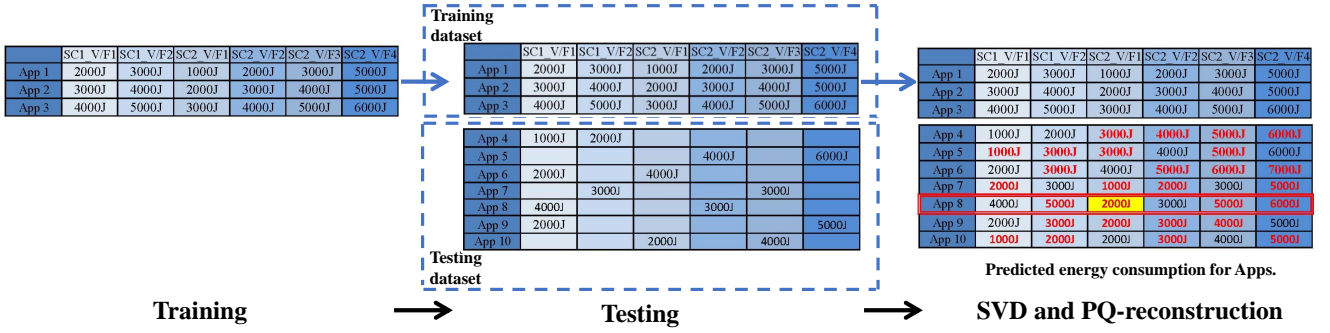 SC1_V/F1 SC1_V/F2 SC2_V/F1 SC2_V/F2 SC2_V/F3 SC2_V/F4
App 1 2000J 3000J 1000J 2000J 3000J 5000J
App 2 3000J 4000J 2000J 3000J 4000J 5000J
App 3 4000J 5000J 3000J 4000J 5000J 6000J
Training
dataset
SC1_V/F1 SC1_V/F2 SC2_V/F1 SC2_V/F2 SC2_V/F3 SC2_V/F4
App 1 2000J 3000J 1000J 2000J 3000J 5000J
App 2 3000J 4000J 2000J 3000J 4000J 5000J
App 3 4000J 5000J 3000J 4000J 5000J 6000J
App 4 1000J 2000J
App 5 4000J 6000J
App 6 2000J 4000J
App 7 3000J 3000J
App 8 4000J 3000J
App 9 2000J 5000J
App 10 2000J 4000J
Testing
dataset
SC1_V/F1 SC1_V/F2 SC2_V/F1 SC2_V/F2 SC2_V/F3 SC2_V/F4
App 1 2000J 3000J 1000J 2000J 3000J 5000J
App 2 3000J 4000J 2000J 3000J 4000J 5000J
App 3 4000J 5000J 3000J 4000J 5000J 6000J
App 4 1000J 2000J 3000J 4000J 5000J 6000J
App 5 1000J 3000J 3000J 4000J 5000J 6000J
App 6 2000J 3000J 4000J 5000J 6000J 7000J
App 7 2000J 3000J 1000J 2000J 3000J 5000J
App 8 4000J 5000J 2000J 3000J 5000J 6000J
App 9 2000J 3000J 2000J 3000J 4000J 5000J
App 10 1000J 2000J 2000J 3000J 4000J 5000J
Predicted energy consumption for Apps.
Training
Testing
SVD and PQ-reconstruction